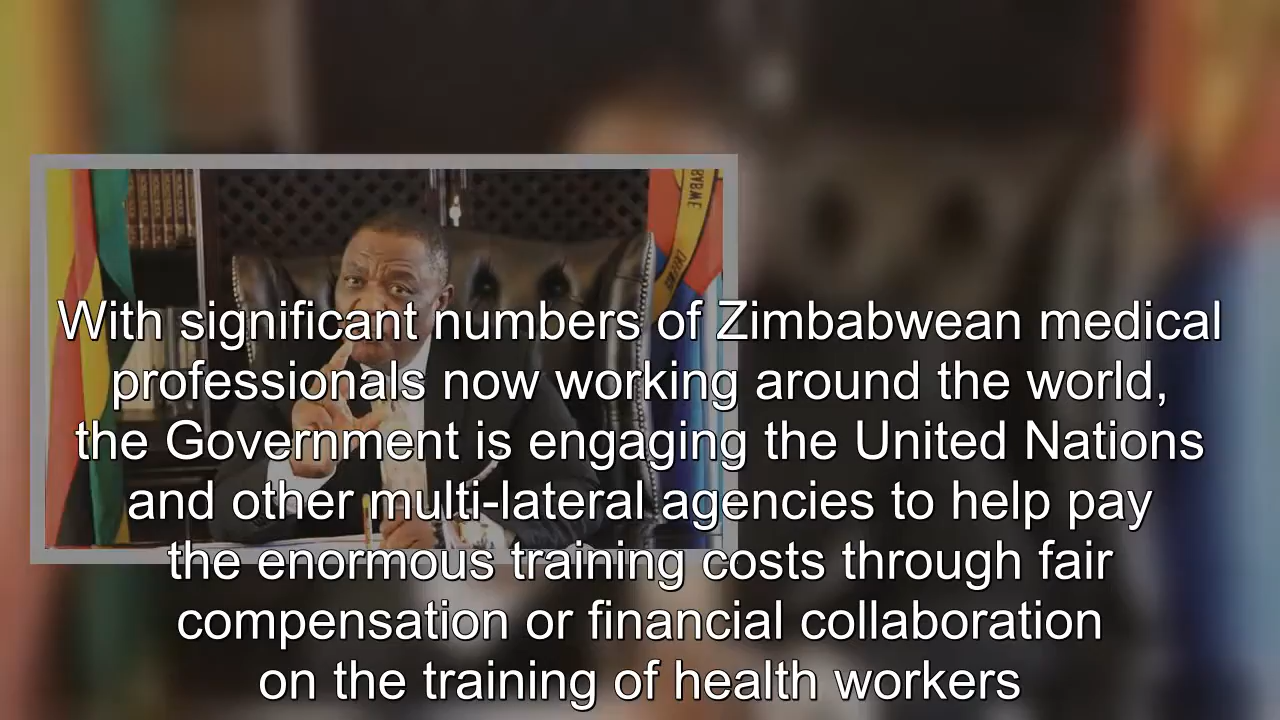 BABWE
With significant numbers of Zimbabwean medical
professionals now working around the world,
the Government is engaging the United Nations
and other multi-lateral agencies to help pay
the enormous training costs through fair
compensation or financial collaboration
on the training of health workers